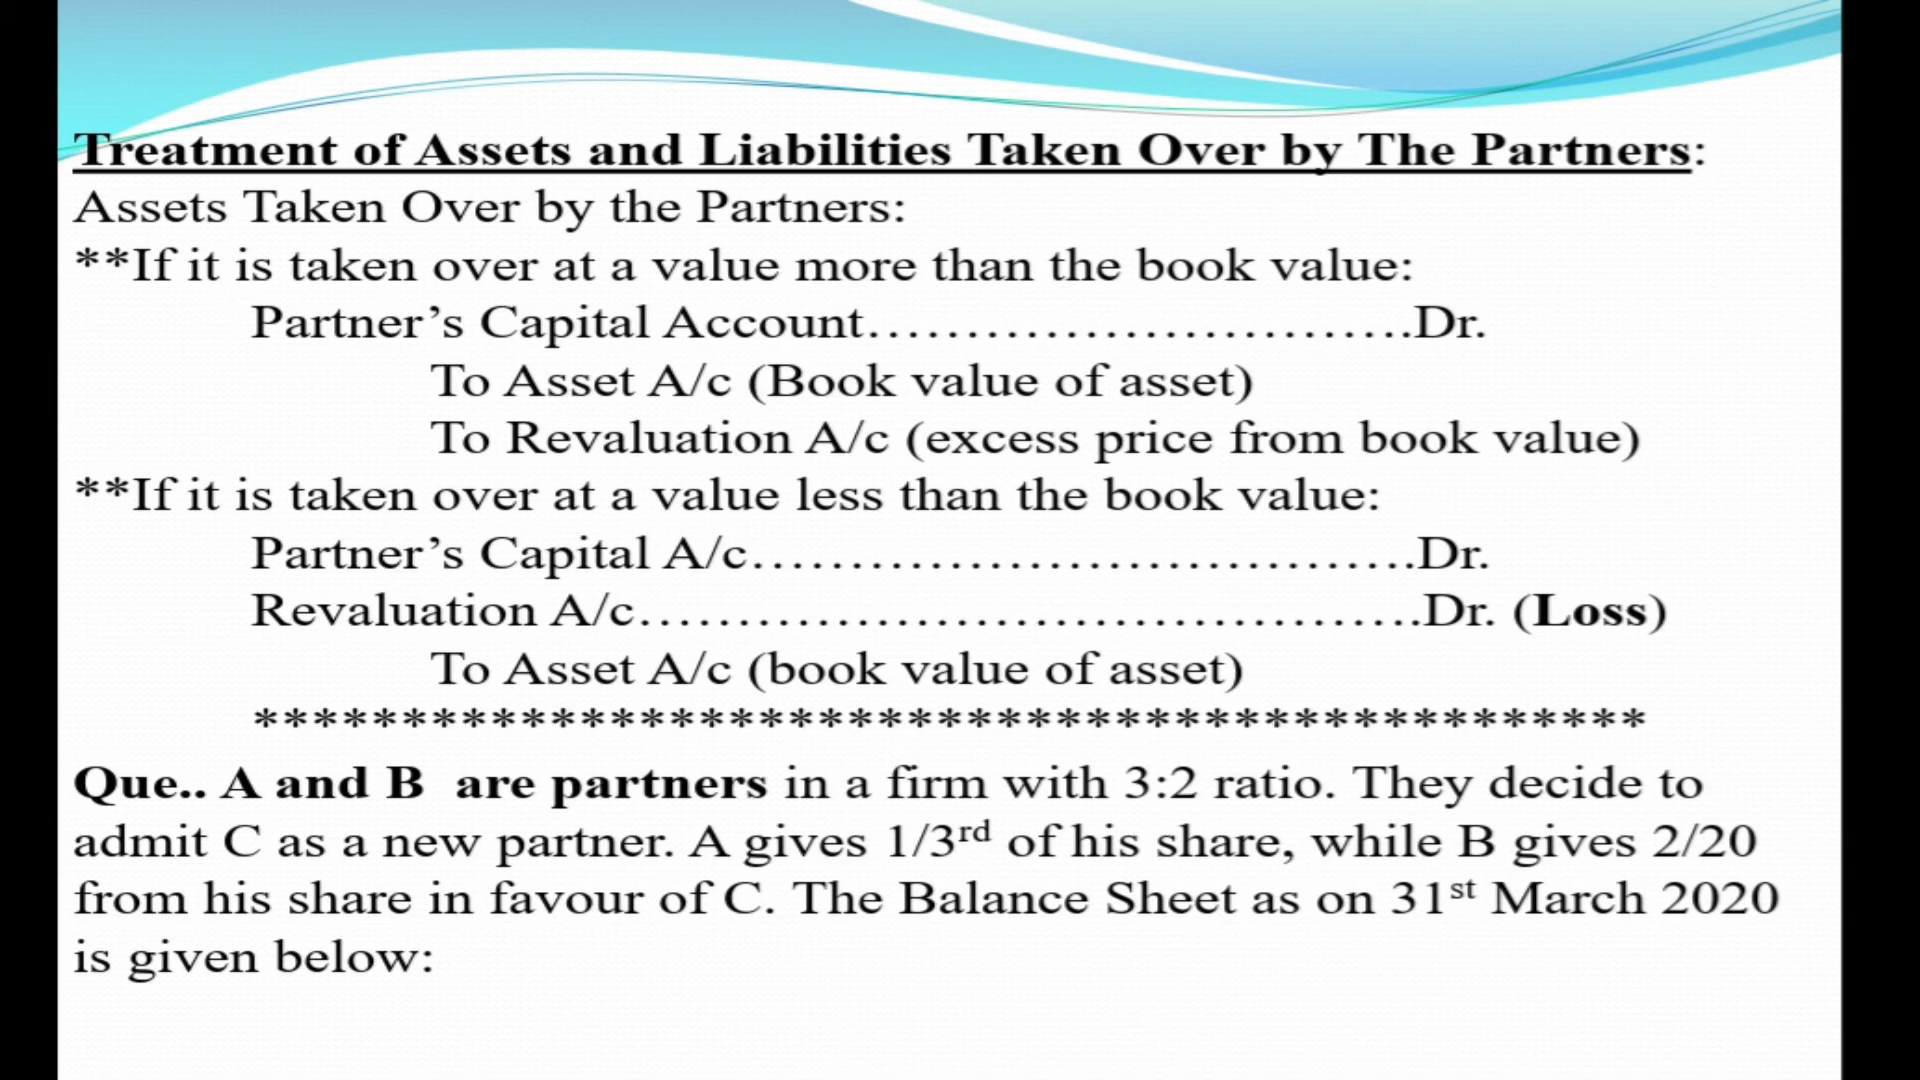 Treatment of Assets and Liabilities Taken Over by The Partners:
Assets Taken Over by the Partners:
**If it is taken over at a value more than the book value:
Partner’s Capital Account……………………….Dr.
To Asset A/c (Book value of asset)
To Revaluation A/c (excess price from book value)
**If it is taken over at a value less than the book value:
Partner’s Capital A/c…………………………….Dr.
Revaluation A/c………………………………….Dr. (Loss)
To Asset A/c (book value of asset)
***********************************************
Que.. A and B  are partners in a firm with 3:2 ratio. They decide to
admit C as a new partner. A gives 1/3rd of his share, while B gives 2/20
from his share in favour of C. The Balance Sheet as on 31st March 2020
is given below: